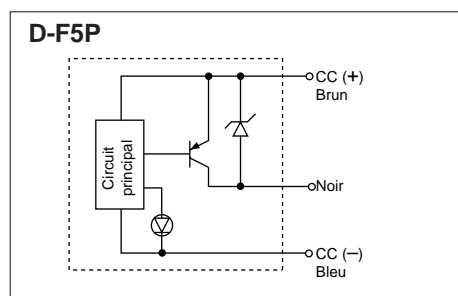 D-F5P
CC (+)
Brun
Circuit
principal
Noir
CC (−)
Bleu